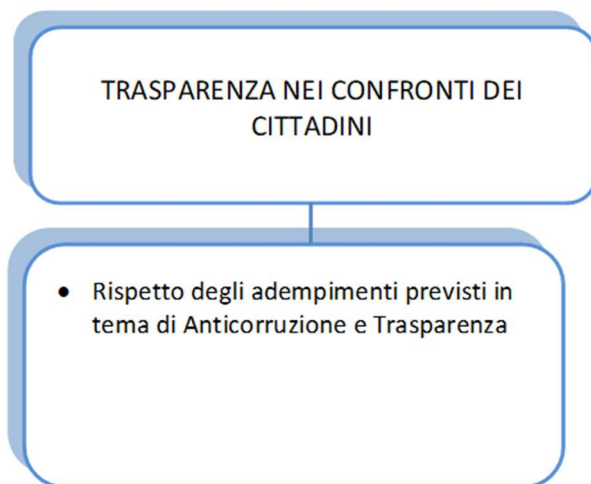 TRASPARENZA NEI CONFRONTI DEI
CITTADINI
• Rispetto degli adempimenti previsti in
tema di Anticorruzione e Trasparenza